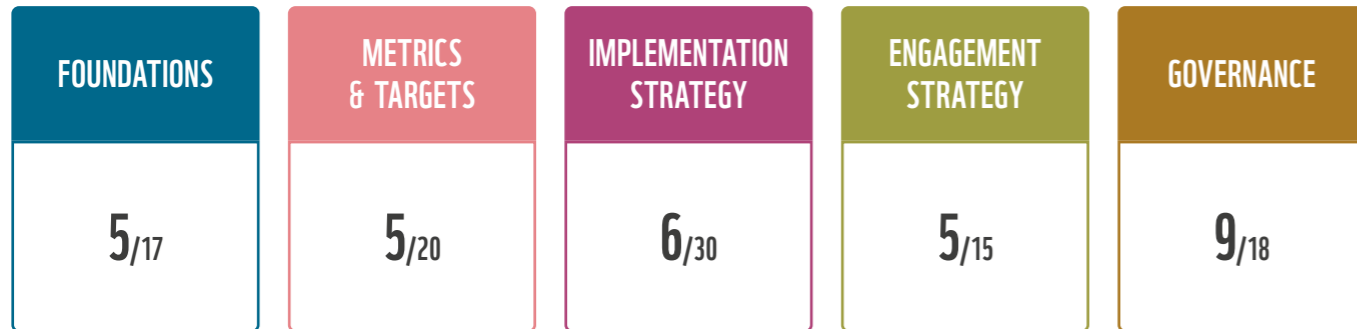 FOUNDATIONS
5/17
METRICS
& TARGETS
5/20
IMPLEMENTATION
STRATEGY
6/30
ENGAGEMENT
STRATEGY
5/15
GOVERNANCE
9/18